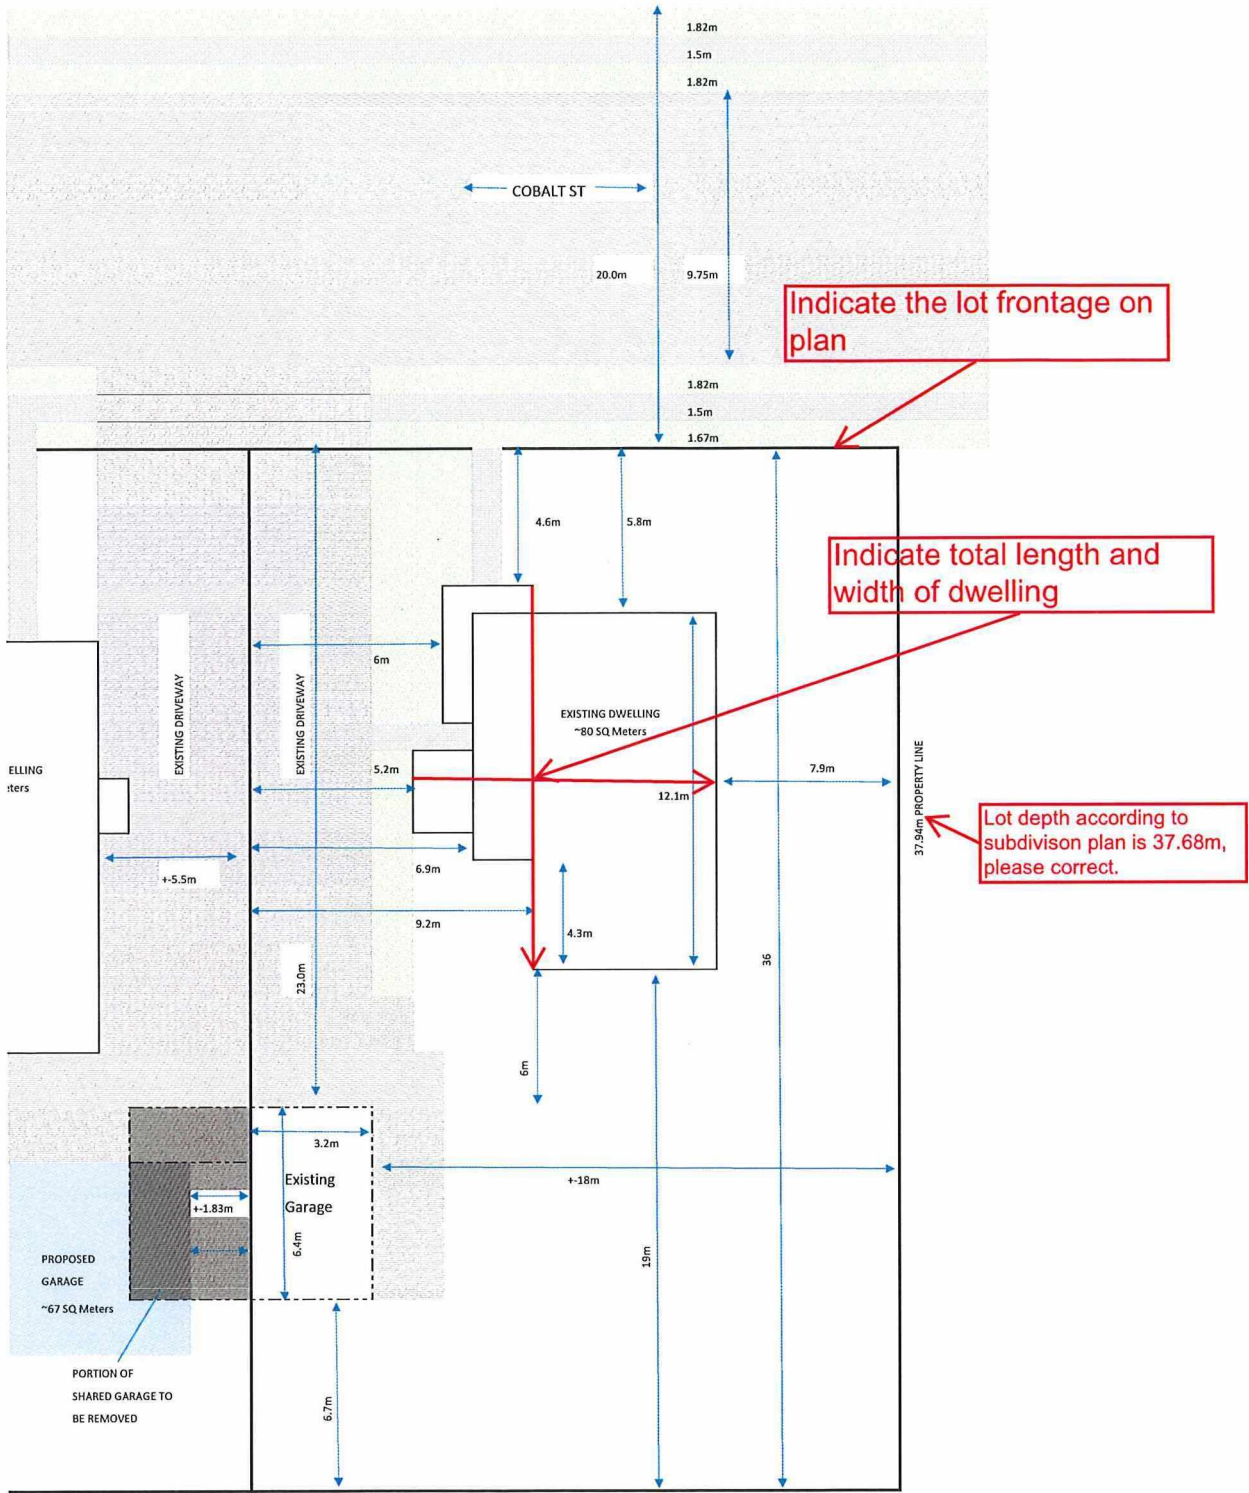 1.82m
1.5m
1.82m
COBALT ST
20.0m
9.75m
Indicate the lot frontage on
plan
1.82m
1.5m
1.67m
4.6m
5.8m
Indicate total length and
width of dwelling
EXISTING DRIVEWAY
EXISTING DRIVEWAY
6m
EXISTING DWELLING
~80 SQ Meters
ELLING
5.2m
12.1m
7.9m
37.94m PROPERTY LINE
Lot depth according to
subdivison plan is 37.68m,
please correct.
+-5.5m
6.9m
9.2m
4.3m
23.0m
36
6m
3.2m
Existing
Garage
+-18m
+-1.83m
6.4m
19m
PROPOSED
GARAGE
~67 SQ Meters
PORTION OF
SHARED GARAGE TO
BE REMOVED
6.7m